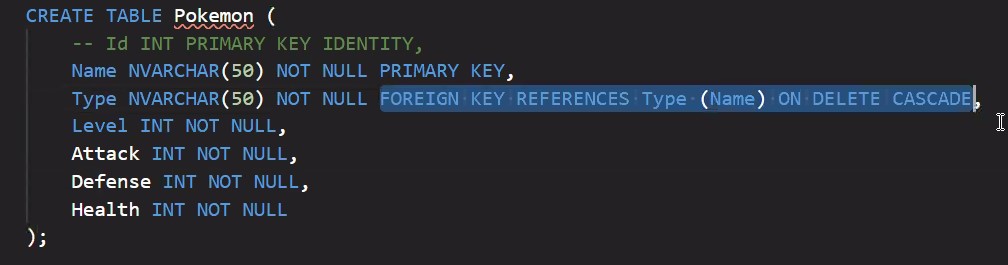 CREATE TABLE Pokemon (
-- Id INT PRIMARY KEY IDENTITY,
Name NVARCHAR(50) NOT NULL PRIMARY KEY,
Type NVARCHAR(50) NOT NULL FOREIGN KEY REFERENCES Type (Name) ON DELETE CASCADE,
Level INT NOT NULL,
Attack INT NOT NULL,
Defense INT NOT NULL,
Health INT NOT NULL
);